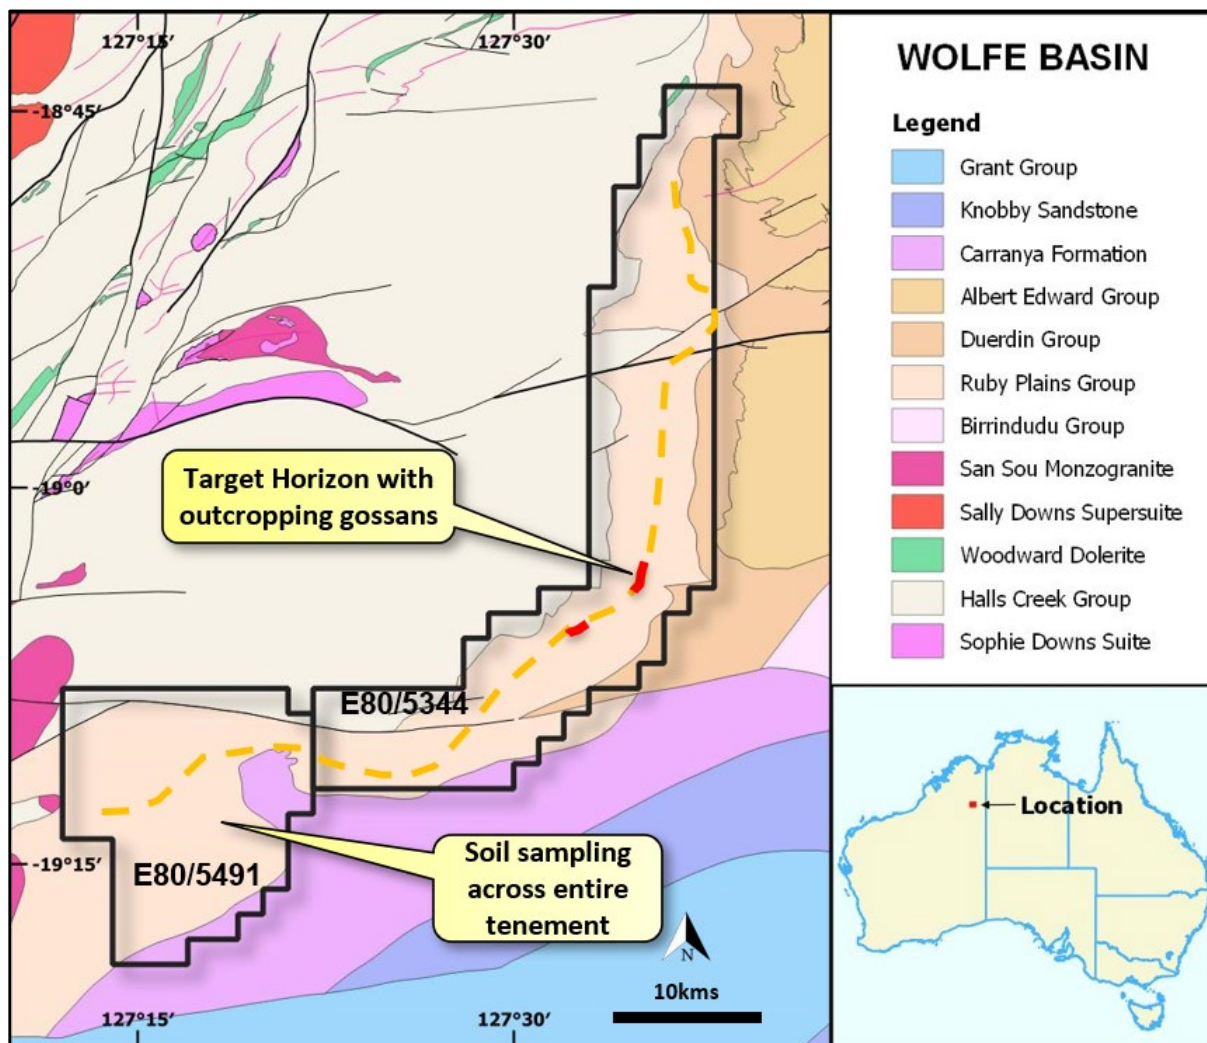 127°15′
127°30′
-18°45′
-19°0′
-19°15′
Target Horizon with
outcropping gossans
E80/5344
E80/5491
Soil sampling
across entire
tenement
N
10kms
127°15′
127°30′
WOLFE BASIN
Legend
Grant Group
Knobby Sandstone
Carranya Formation
Albert Edward Group
Duerdin Group
Ruby Plains Group
Birrindudu Group
San Sou Monzogranite
Sally Downs Supersuite
Woodward Dolerite
Halls Creek Group
Sophie Downs Suite
Location